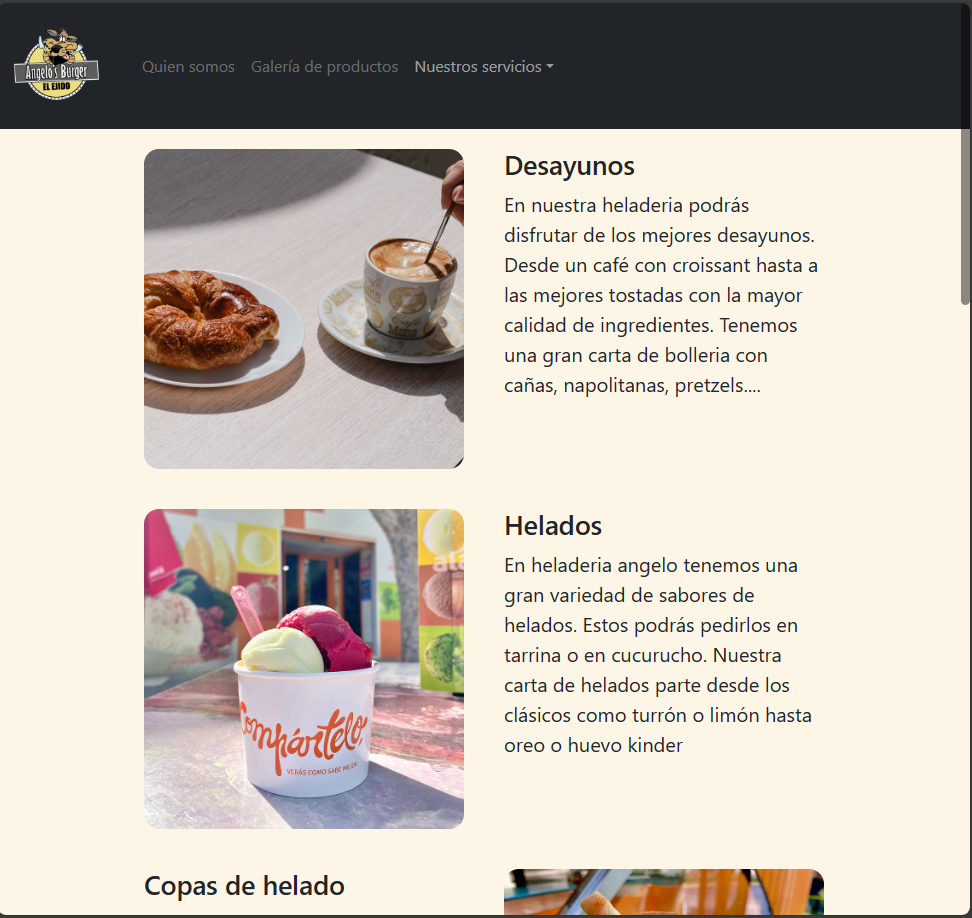 Angelo's Burger
EL EJIDO
Quien somos
Galería de productos
Nuestros servicios
Desayunos
En nuestra heladeria podrás
disfrutar de los mejores desayunos.
Desde un café con croissant hasta a
las mejores tostadas con la mayor
calidad de ingredientes. Tenemos
una gran carta de bolleria con
cañas, napolitanas, pretzels....
Helados
En heladeria angelo tenemos una
gran variedad de sabores de
helados. Estos podrás pedirlos en
tarrina o en cucurucho. Nuestra
carta de helados parte desde los
clásicos como turrón o limón hasta
oreo o huevo kinder
Compártelo,
VERÁS COMO SABE MEJOR
Copas de helado